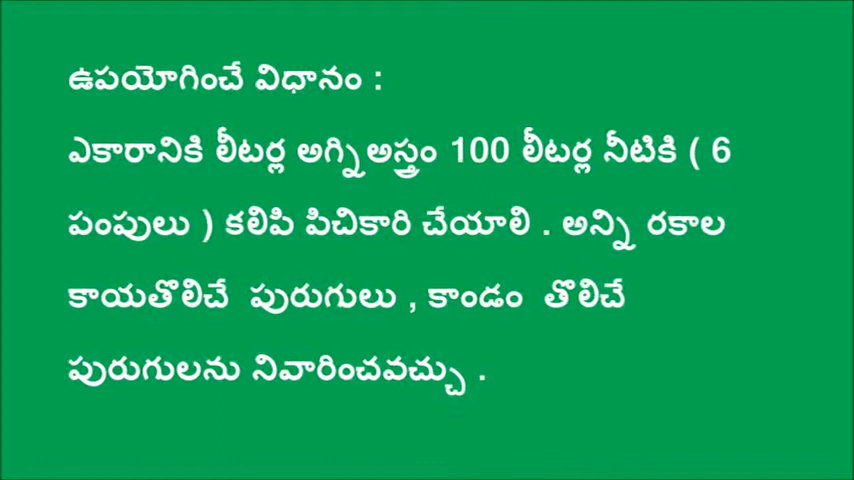 ఉపయోగించే విధానం :
ఎకారానికి లీటర్ల అగ్ని అస్త్రం 100 లీటర్ల నీటికి ( 6
పంపులు ) కలిపి పిచికారి చేయాలి . అన్ని రకాల
కాయతొలిచే పురుగులు , కాండం తొలిచే
పురుగులను నివారించవచ్చు .